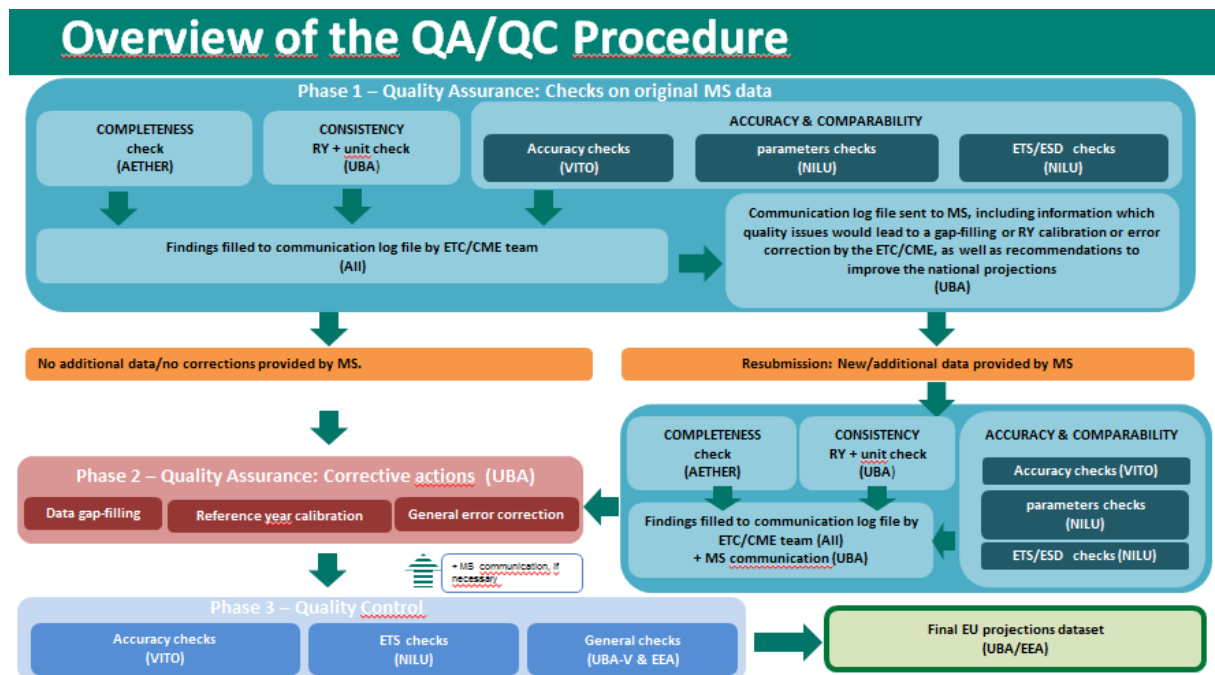 Overview of the QA/QC Procedure
Phase 1 – Quality Assurance: Checks on original MS data
COMPLETENESS
check
(AETHER)
CONSISTENCY
RY + unit check
(UBA)
ACCURACY & COMPARABILITY
Accuracy checks
(VITO)
parameters checks
(NILU)
ETS/ESD checks
(NILU)
Findings filled to communication log file by ETC/CME team
(All)
Communication log file sent to MS, including information which
quality issues would lead to a gap-filling or RY calibration or error
correction by the ETC/CME, as well as recommendations to
improve the national projections
(UBA)
No additional data/no corrections provided by MS.
Resubmission: New/additional data provided by MS
COMPLETENESS
check
(AETHER)
CONSISTENCY
RY + unit check
(UBA)
ACCURACY & COMPARABILITY
Accuracy checks (VITO)
parameters checks
(NILU)
ETS/ESD checks (NILU)
Findings filled to communication log file by
ETC/CME team (All)
+ MS communication (UBA)
Phase 2 – Quality Assurance: Corrective actions (UBA)
Data gap-filling
Reference year calibration
General error correction
+ MS communication, if
necessary
Phase 3 – Quality Control
Accuracy checks
(VITO)
ETS checks
(NILU)
General checks
(UBA-V & EEA)
Final EU projections dataset
(UBA/EEA)